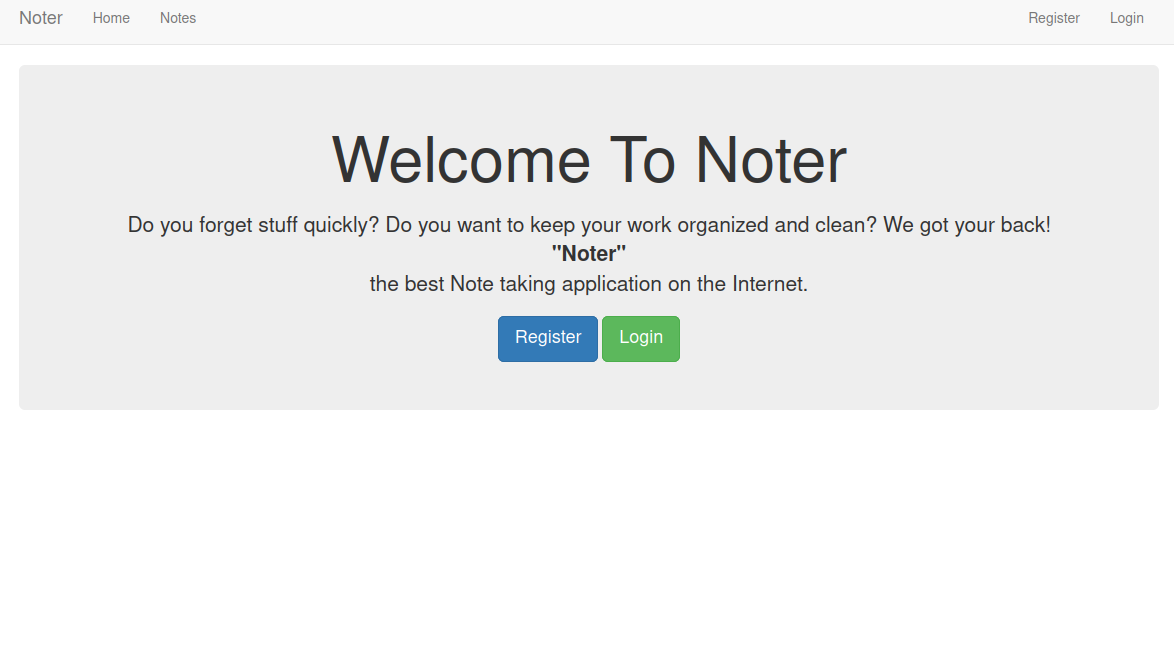 Noter Home Notes Register Login
Welcome To Noter
Do you forget stuff quickly? Do you want to keep your work organized and clean? We got your back!
"Noter"
the best Note taking application on the Internet.
Register Login